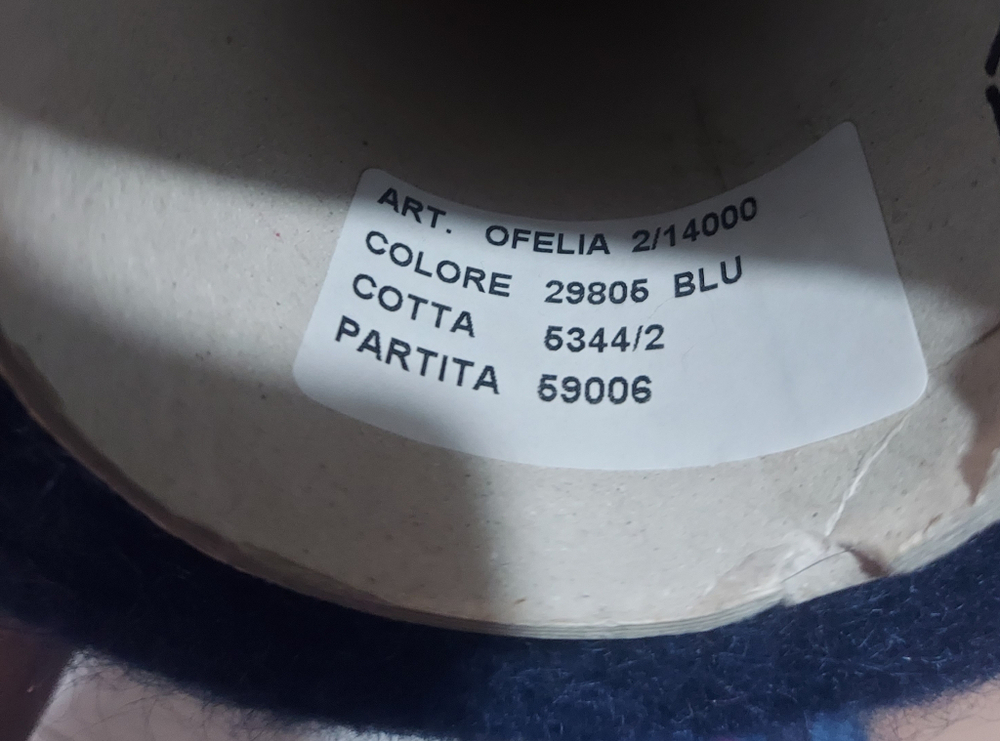 ART. OFELIA 2/14000
COLORE 29805 BLU
COTTA 5344/2
PARTITA 59006